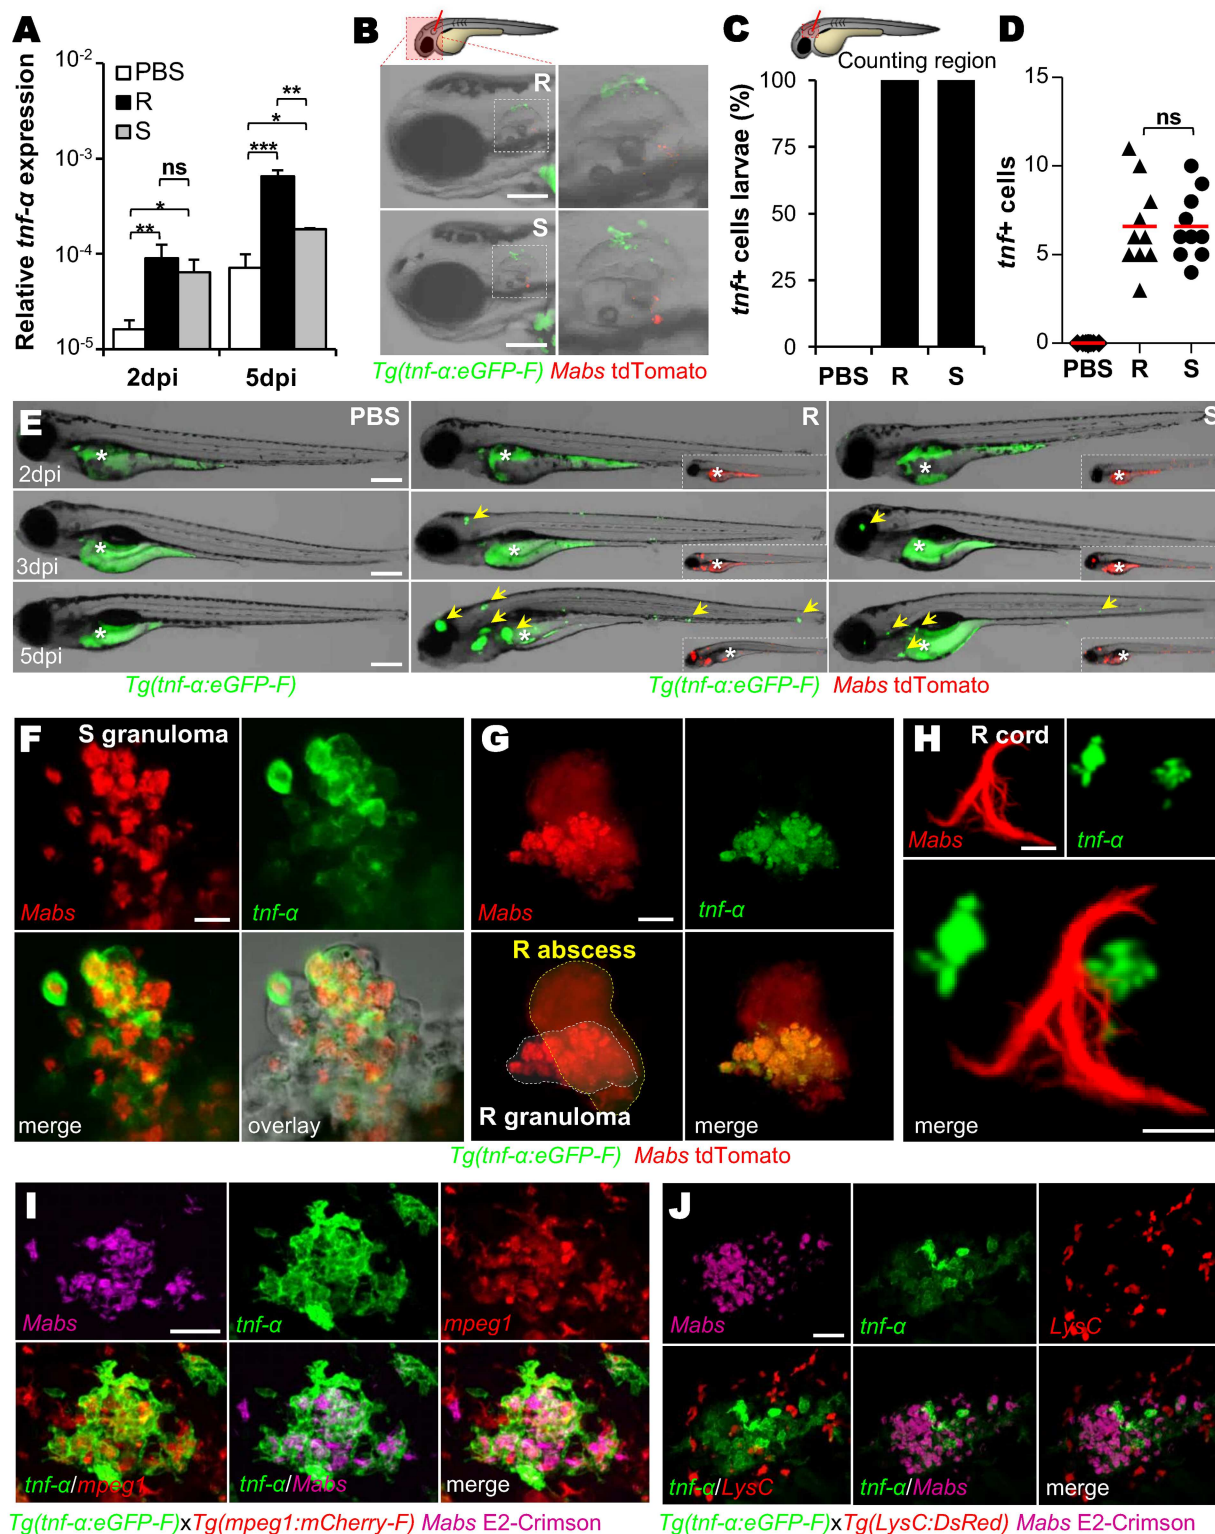 A
Relative tnf-α expression
10-2
10-3
10-4
10-5
PBS
R
S
**
*
***
ns
*
**
2dpi
5dpi
B
R
S
Tg(tnf-α:eGFP-F) Mabs tdTomato
C
Counting region
tnf+ cells larvae (%)
100
75
50
25
0
PBS R S
D
tnf+ cells
15
10
5
0
ns
PBS R S
E
PBS
R
S
2dpi
*
*
*
*
*
3dpi
*
*
*
*
*
5dpi
*
*
*
*
*
Tg(tnf-α:eGFP-F)
Tg(tnf-α:eGFP-F) Mabs tdTomato
F
S granuloma
Mabs
tnf-α
merge
overlay
G
Mabs
tnf-α
R abscess
R granuloma
merge
H
R cord
Mabs
tnf-α
merge
Tg(tnf-α:eGFP-F) Mabs tdTomato
I
Mabs
tnf-α
mpeg1
tnf-α/mpeg1
tnf-α/Mabs
merge
Tg(tnf-α:eGFP-F)xTg(mpeg1:mCherry-F) Mabs E2-Crimson
J
Mabs
tnf-α
LysC
tnf-α/LysC
tnf-α/Mabs
merge
Tg(tnf-α:eGFP-F)xTg(LysC:DsRed) Mabs E2-Crimson